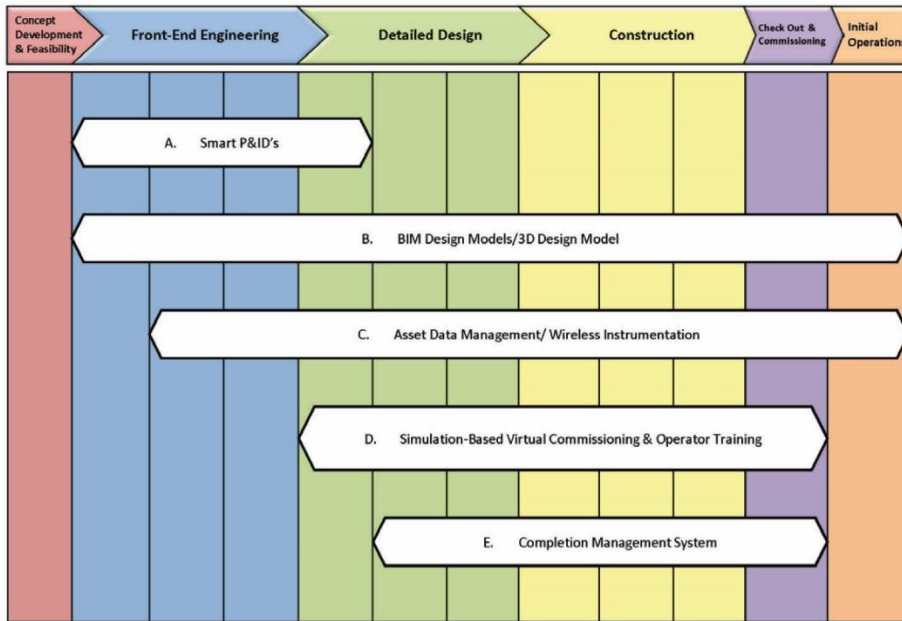 Concept
Development
& Feasibility
Front-End Engineering
Detailed Design
Construction
Check Out &
Commissioning
Initial
Operations
A. Smart P&ID's
B. BIM Design Models/3D Design Model
C. Asset Data Management/ Wireless Instrumentation
D. Simulation-Based Virtual Commissioning & Operator Training
E. Completion Management System